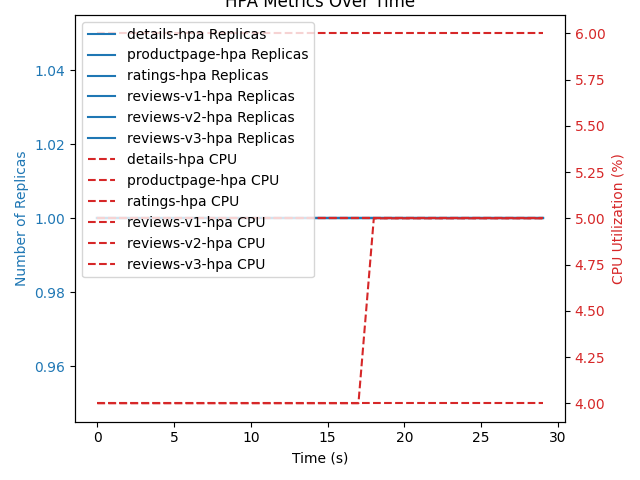 HPA Metrics Over Time
details-hpa Replicas
productpage-hpa Replicas
ratings-hpa Replicas
reviews-v1-hpa Replicas
reviews-v2-hpa Replicas
reviews-v3-hpa Replicas
details-hpa CPU
productpage-hpa CPU
ratings-hpa CPU
reviews-v1-hpa CPU
reviews-v2-hpa CPU
reviews-v3-hpa CPU
Number of Replicas
1.04
1.02
1.00
0.98
0.96
6.00
5.75
5.50
5.25
5.00
4.75
4.50
4.25
4.00
CPU Utilization (%)
0 5 10 15 20 25 30
Time (s)